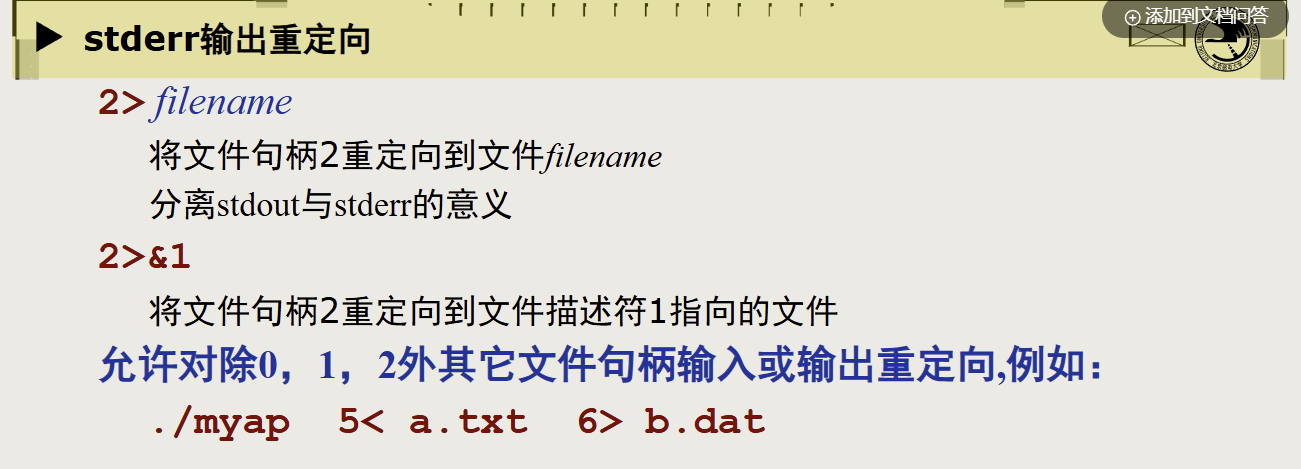 添加到文档问答
stderr输出重定向
2> filename
将文件句柄2重定向到文件filename
分离stdout与stderr的意义
2>&1
将文件句柄2重定向到文件描述符1指向的文件
允许对除0，1，2外其它文件句柄输入或输出重定向,例如：
./myap 5< a.txt 6> b.dat